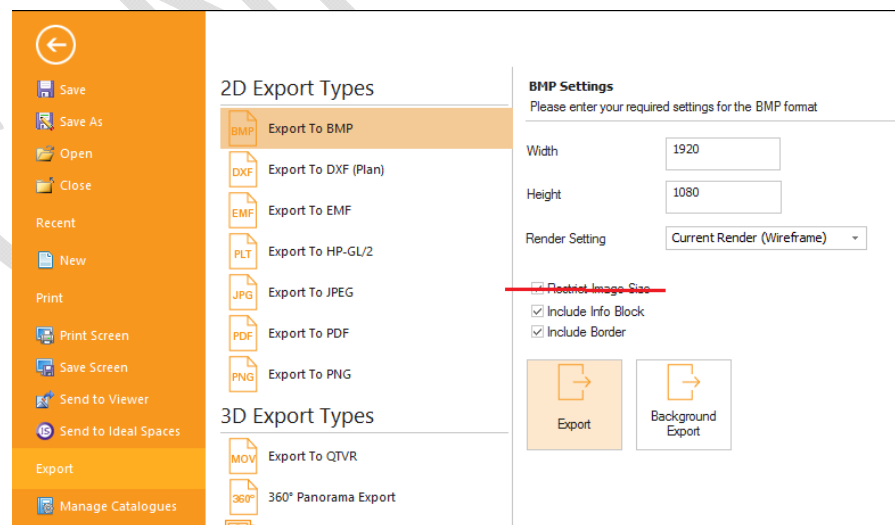 Save
Save As
Open
Close
Recent
New
Print
Print Screen
Save Screen
Send to Viewer
iS Send to Ideal Spaces
Export
Manage Catalogues
2D Export Types
BMP Export To BMP
DXF Export To DXF (Plan)
EMF Export To EMF
PLT Export To HP-GL/2
JPG Export To JPEG
PDF Export To PDF
PNG Export To PNG
3D Export Types
MOV Export To QTVR
360° 360° Panorama Export
BMP Settings
Please enter your required settings for the BMP format
Width 1920
Height 1080
Render Setting Current Render (Wireframe)
Restrict Image Size
Include Info Block
Include Border
Export
Background
Export